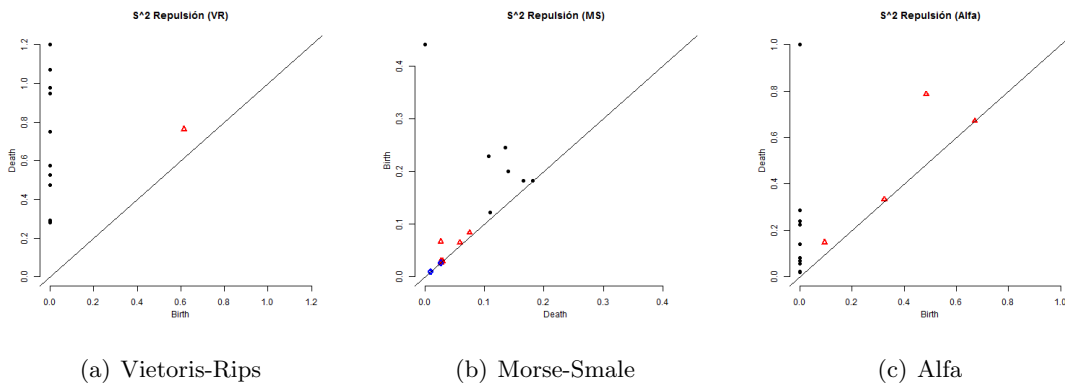 S^2 Repulsión (VR)
Death
0.0 0.2 0.4 0.6 0.8 1.0 1.2
0.0 0.2 0.4 0.6 0.8 1.0 1.2
Birth
(a) Vietoris-Rips
S^2 Repulsión (MS)
Birth
0.0 0.1 0.2 0.3 0.4
0.0 0.1 0.2 0.3 0.4
Death
(b) Morse-Smale
S^2 Repulsión (Alfa)
Death
0.0 0.2 0.4 0.6 0.8 1.0
0.0 0.2 0.4 0.6 0.8 1.0
Birth
(c) Alfa